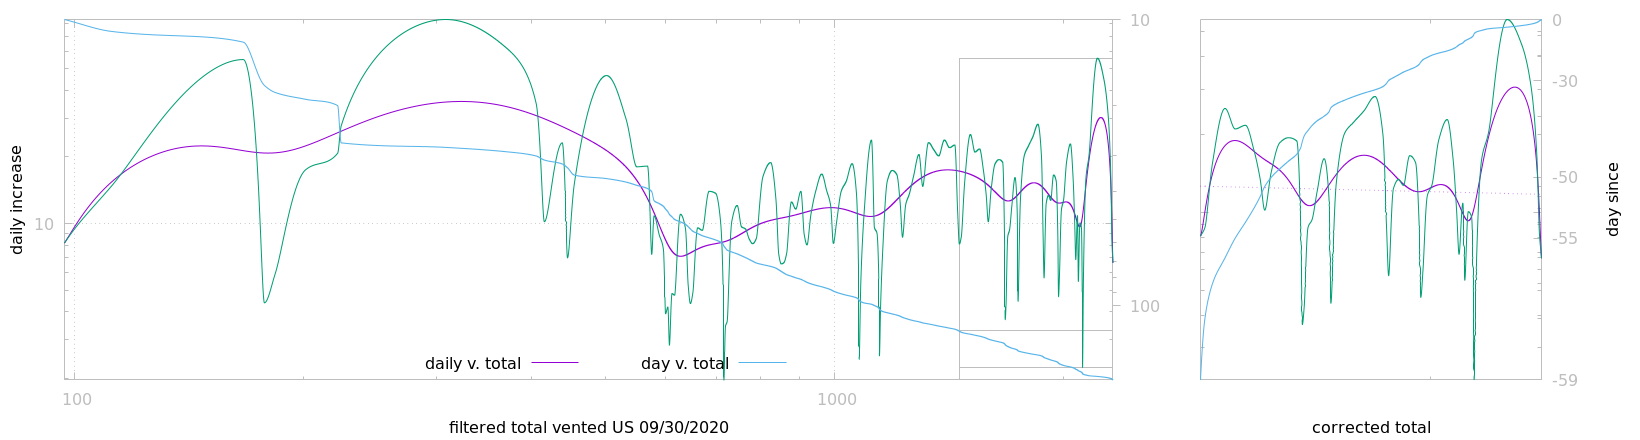 10
0
-30
daily increase
day since
-50
10
-55
100
daily v. total
day v. total
-59
100
1000
filtered total vented US 09/30/2020
corrected total